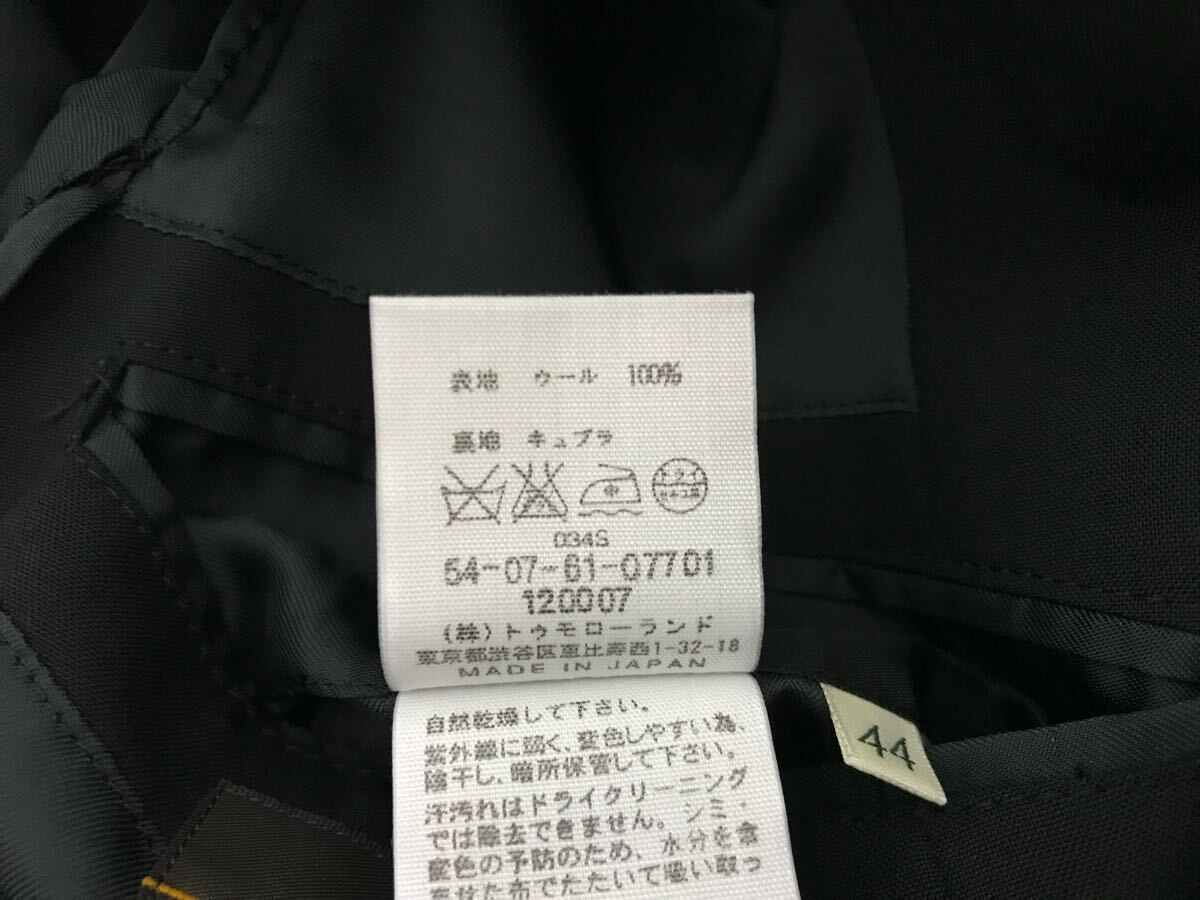 表地 ウール 100%
裏地 キュプラ
ドライ
034S
54-07-61-07701
120007
(株)トゥモローランド
東京都渋谷区恵比寿西1-32-18
MADE IN JAPAN
自然乾燥して下さい。
紫外線に弱く、変色しやすい為、
陰干し、暗所保管して下さい。
汗汚れはドライクリーニング
では除去できません。シミ・
変色の予防のため、水分を含
ませた布でたたいて吸い取っ
44